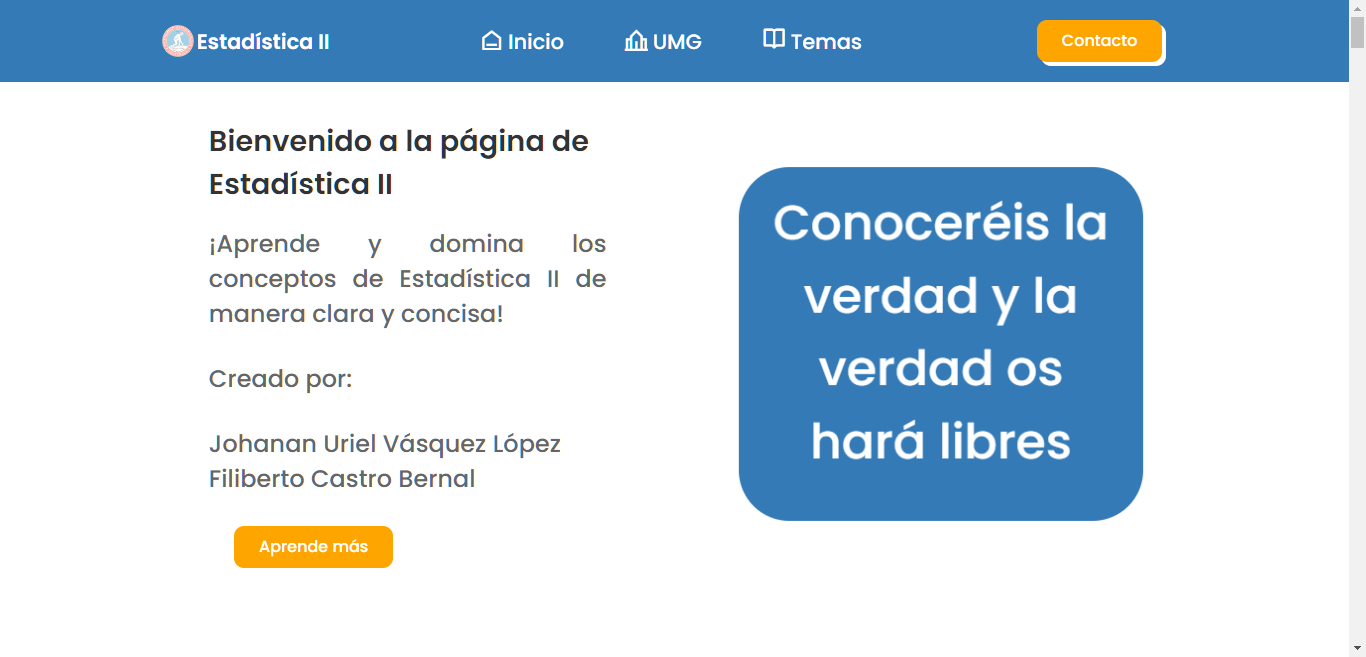 Estadística II
Inicio
UMG
Temas
Contacto
Bienvenido a la página de
Estadística II
¡Aprende y domina los
conceptos de Estadística II de
manera clara y concisa!
Creado por:
Johanan Uriel Vásquez López
Filiberto Castro Bernal
Aprende más
Conoceréis la
verdad y la
verdad os
hará libres